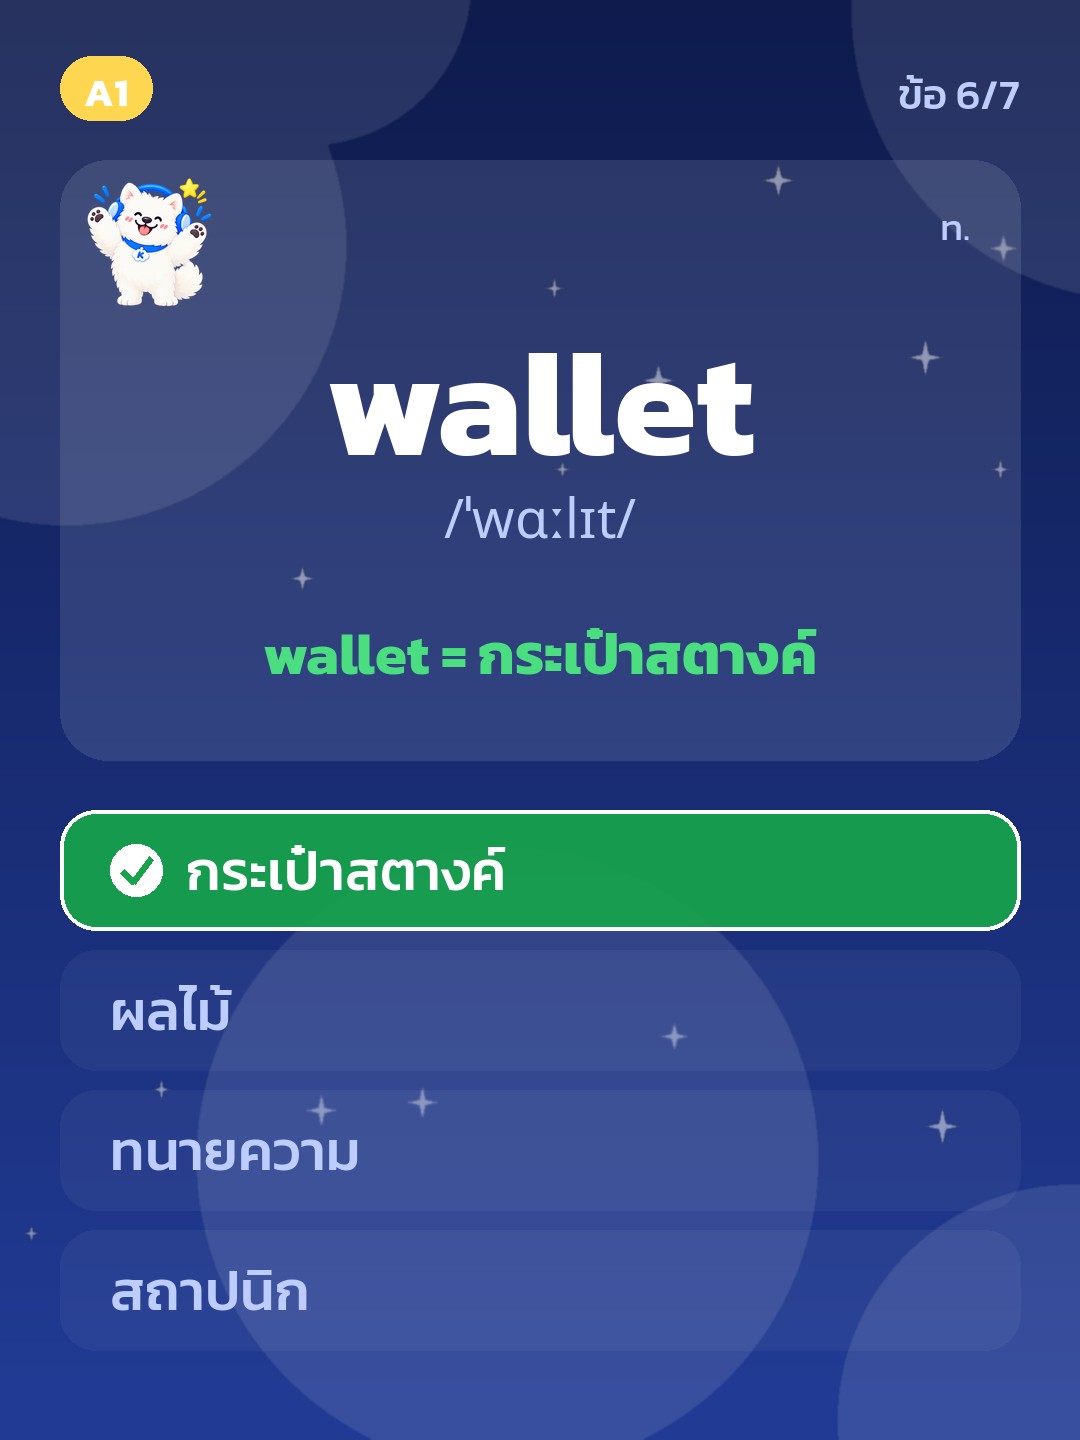 A1
ข้อ 6/7
n.
wallet
/ˈwɑːlɪt/
wallet = กระเป๋าสตางค์
กระเป๋าสตางค์
ผลไม้
ทนายความ
สถาปนิก